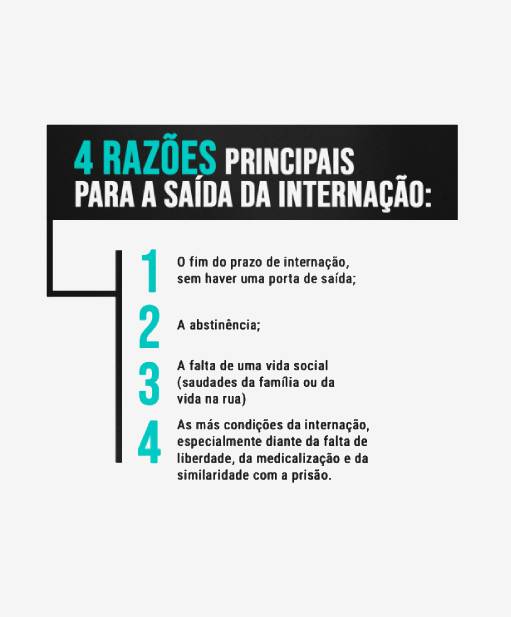 4 RAZÕES PRINCIPAIS
PARA A SAÍDA DA INTERNAÇÃO:
1
O fim do prazo de internação,
sem haver uma porta de saída;
2
A abstinência;
3
A falta de uma vida social
(saudades da família ou da
vida na rua)
4
As más condições da internação,
especialmente diante da falta de
liberdade, da medicalização e da
similaridade com a prisão.